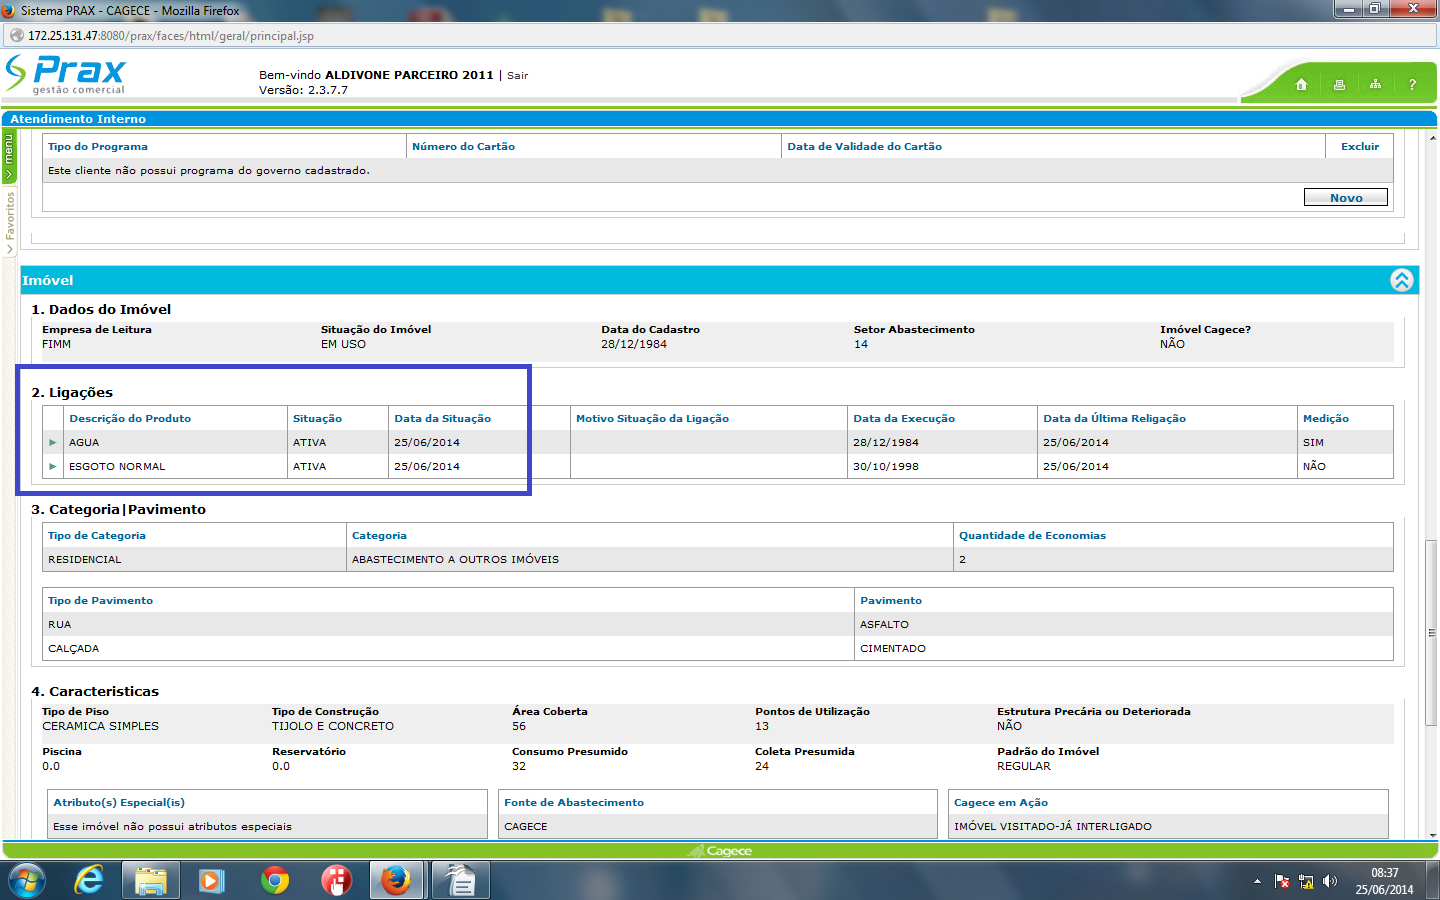 Sistema PRAX - CAGECE - Mozilla Firefox
172.25.131.47:8080/prax/faces/html/geral/principal.jsp
Prax
gestão comercial
Bem-vindo ALDIVONE PARCEIRO 2011 | Sair
Versão: 2.3.7.7
?
Atendimento Interno
menu
Favoritos
Tipo do Programa Número do Cartão Data de Validade do Cartão Excluir
Este cliente não possui programa do governo cadastrado.
Novo
Imóvel
1. Dados do Imóvel
Empresa de Leitura Situação do Imóvel Data do Cadastro Setor Abastecimento Imóvel Cagece?
FIMM EM USO 28/12/1984 14 NÃO
2. Ligações
Descrição do Produto Situação Data da Situação Motivo Situação da Ligação Data da Execução Data da Última Religação Medição
AGUA ATIVA 25/06/2014 28/12/1984 25/06/2014 SIM
ESGOTO NORMAL ATIVA 25/06/2014 30/10/1998 25/06/2014 NÃO
3. Categoria|Pavimento
Tipo de Categoria Categoria Quantidade de Economias
RESIDENCIAL ABASTECIMENTO A OUTROS IMÓVEIS 2
Tipo de Pavimento Pavimento
RUA ASFALTO
CALÇADA CIMENTADO
4. Caracteristicas
Tipo de Piso Tipo de Construção Área Coberta Pontos de Utilização Estrutura Precária ou Deteriorada
CERAMICA SIMPLES TIJOLO E CONCRETO 56 13 NÃO
Piscina Reservatório Consumo Presumido Coleta Presumida Padrão do Imóvel
0.0 0.0 32 24 REGULAR
Atributo(s) Especial(is) Fonte de Abastecimento Cagece em Ação
Esse imóvel não possui atributos especiais CAGECE IMÓVEL VISITADO-JÁ INTERLIGADO
Cagece
08:37
25/06/2014